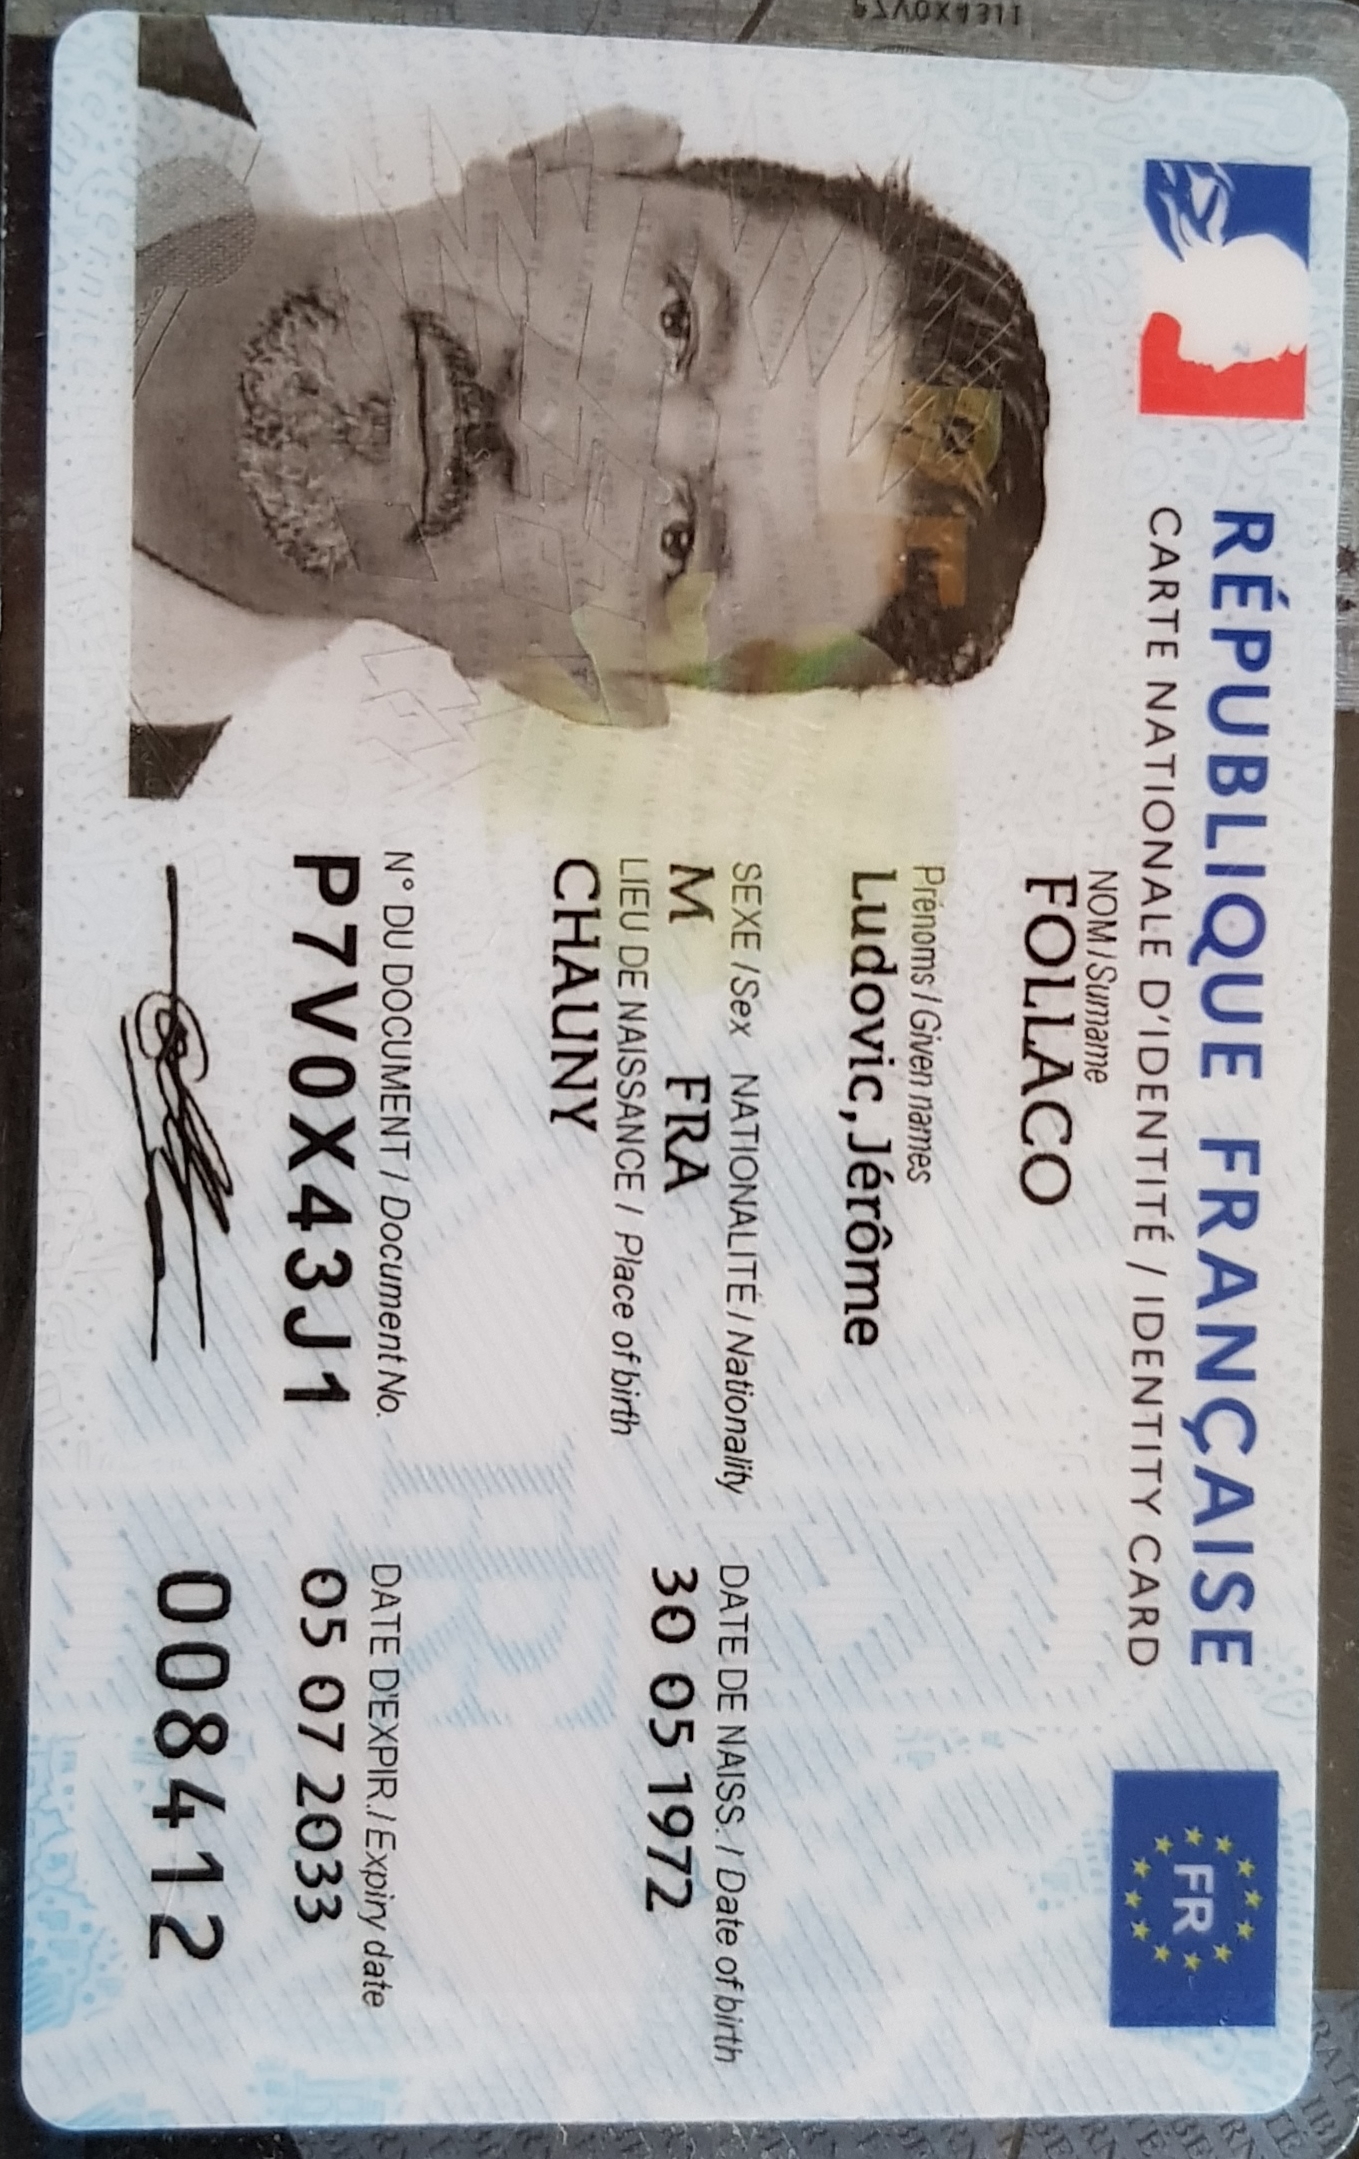 RÉPUBLIQUE FRANÇAISE
FR
CARTE NATIONALE D'IDENTITÉ / IDENTITY CARD
NOM / Surname
FOLLACO
Prénoms / Given names
Ludovic, Jérôme
SEXE / Sex NATIONALITÉ / Nationality DATE DE NAISS. / Date of birth
M FRA 30 05 1972
LIEU DE NAISSANCE / Place of birth
CHAUNY
N° DU DOCUMENT / Document No. DATE D'EXPIR. / Expiry date
P7V0X43J1 05 07 2033
008412